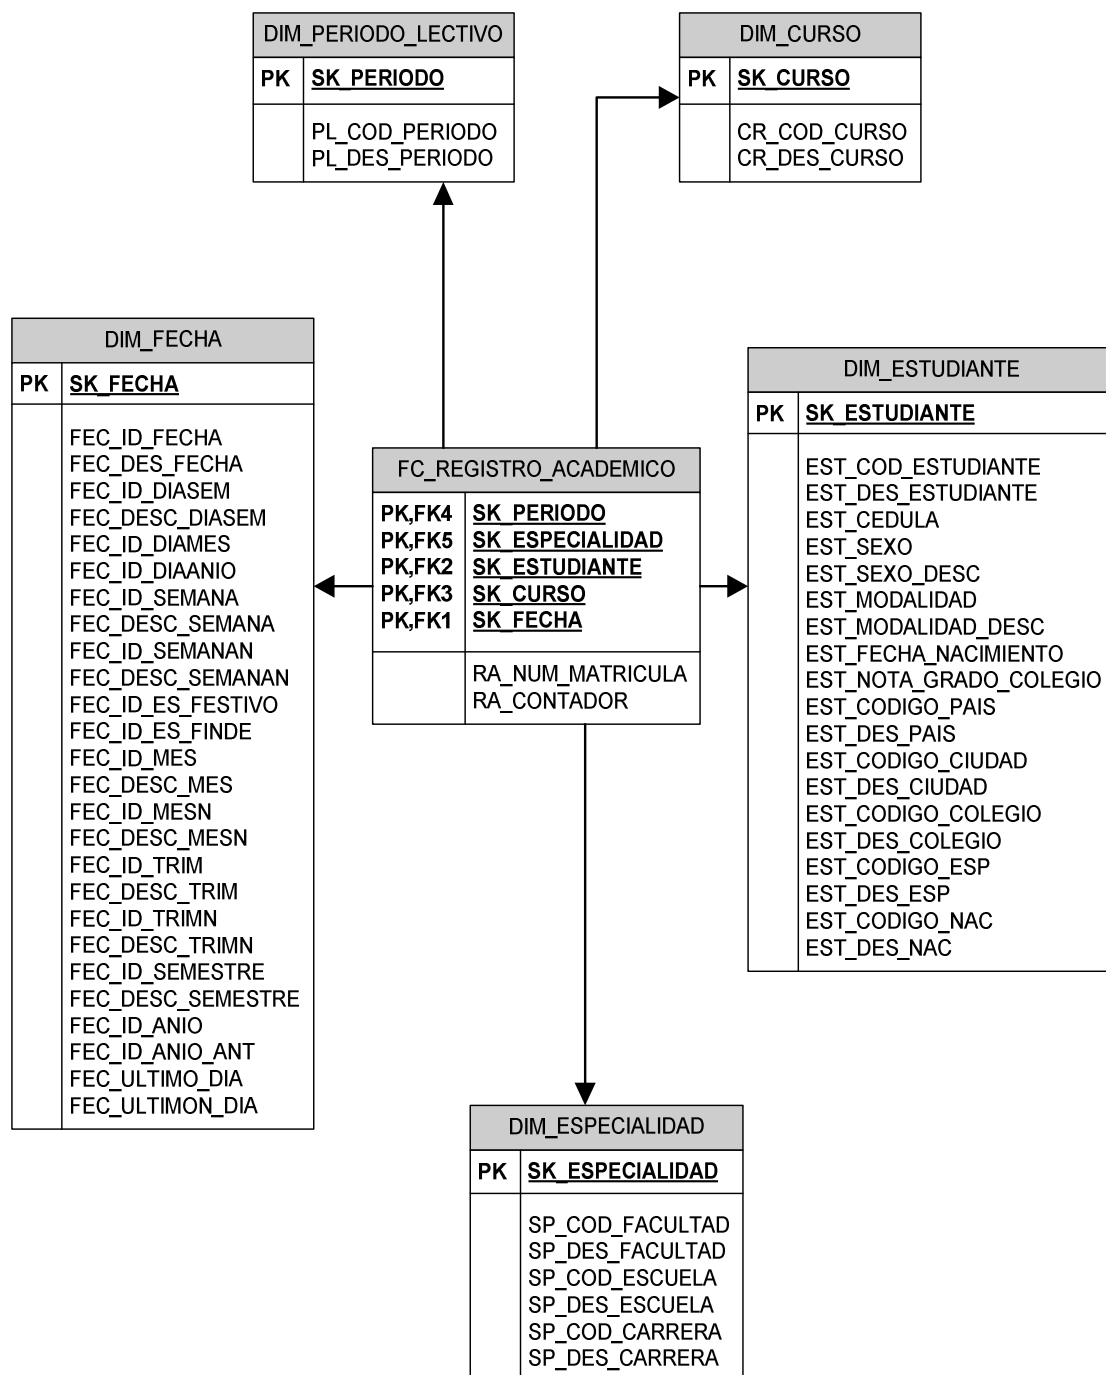 DIM_PERIODO_LECTIVO
PK SK_PERIODO
PL_COD_PERIODO
PL_DES_PERIODO
DIM_CURSO
PK SK_CURSO
CR_COD_CURSO
CR_DES_CURSO
DIM_FECHA
PK SK_FECHA
FEC_ID_FECHA
FEC_DES_FECHA
FEC_ID_DIASEM
FEC_DESC_DIASEM
FEC_ID_DIAMES
FEC_ID_DIAANIO
FEC_ID_SEMANA
FEC_DESC_SEMANA
FEC_ID_SEMANAN
FEC_DESC_SEMANAN
FEC_ID_ES_FESTIVO
FEC_ID_ES_FINDE
FEC_ID_MES
FEC_DESC_MES
FEC_ID_MESN
FEC_DESC_MESN
FEC_ID_TRIM
FEC_DESC_TRIM
FEC_ID_TRIMN
FEC_DESC_TRIMN
FEC_ID_SEMESTRE
FEC_DESC_SEMESTRE
FEC_ID_ANIO
FEC_ID_ANIO_ANT
FEC_ULTIMO_DIA
FEC_ULTIMON_DIA
FC_REGISTRO_ACADEMICO
PK,FK4 SK_PERIODO
PK,FK5 SK_ESPECIALIDAD
PK,FK2 SK_ESTUDIANTE
PK,FK3 SK_CURSO
PK,FK1 SK_FECHA
RA_NUM_MATRICULA
RA_CONTADOR
DIM_ESTUDIANTE
PK SK_ESTUDIANTE
EST_COD_ESTUDIANTE
EST_DES_ESTUDIANTE
EST_CEDULA
EST_SEXO
EST_SEXO_DESC
EST_MODALIDAD
EST_MODALIDAD_DESC
EST_FECHA_NACIMIENTO
EST_NOTA_GRADO_COLEGIO
EST_CODIGO_PAIS
EST_DES_PAIS
EST_CODIGO_CIUDAD
EST_DES_CIUDAD
EST_CODIGO_COLEGIO
EST_DES_COLEGIO
EST_CODIGO_ESP
EST_DES_ESP
EST_CODIGO_NAC
EST_DES_NAC
DIM_ESPECIALIDAD
PK SK_ESPECIALIDAD
SP_COD_FACULTAD
SP_DES_FACULTAD
SP_COD_ESCUELA
SP_DES_ESCUELA
SP_COD_CARRERA
SP_DES_CARRERA